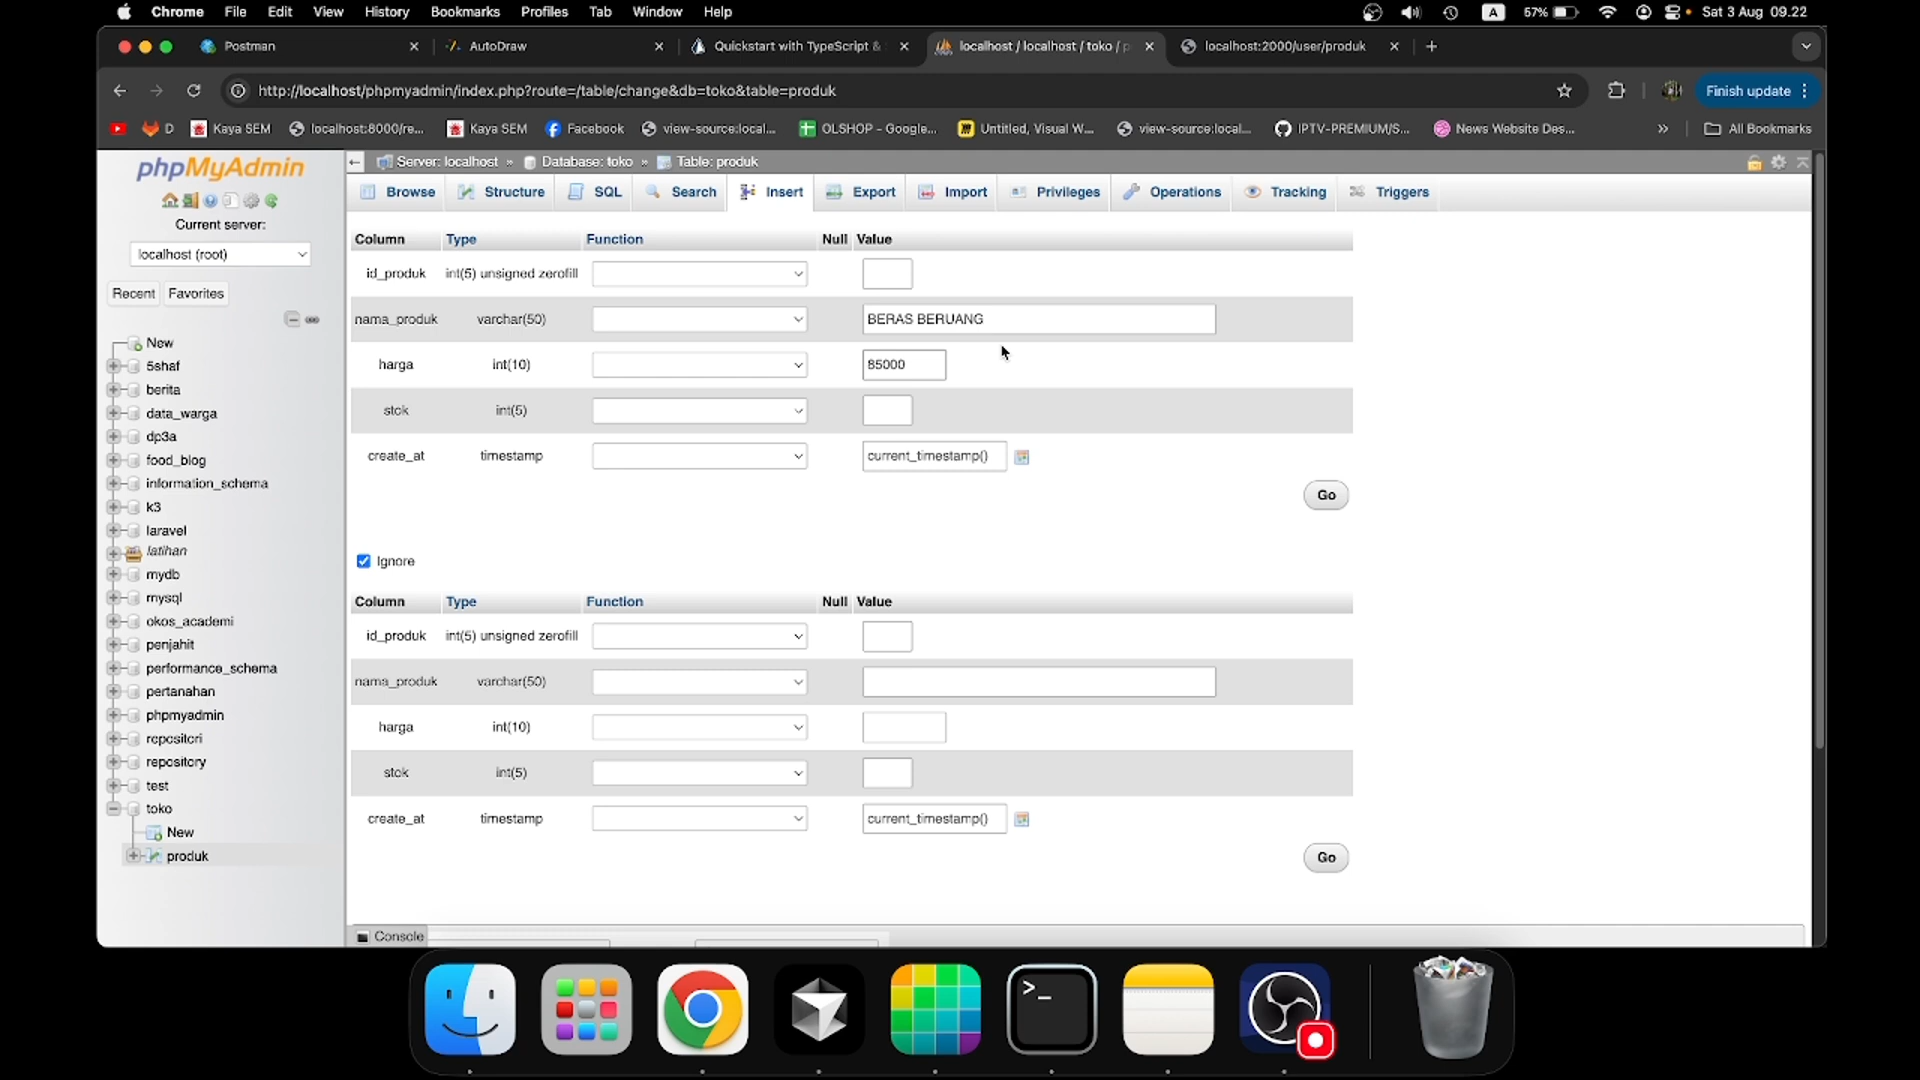 Chrome File Edit View History Bookmarks Profiles Tab Window Help A 57% Sat 3 Aug 09.22
Postman AutoDraw Quickstart with TypeScript & localhost / localhost / toko / p localhost:2000/user/produk
http://localhost/phpmyadmin/index.php?route=/table/change&db=toko&table=produk Finish update
D Kaya SEM localhost:8000/re... Kaya SEM Facebook view-source:local... OLSHOP - Google... Untitled, Visual W... view-source:local... IPTV-PREMIUM/S... News Website Des... » All Bookmarks
phpMyAdmin
Current server:
localhost (root)
Recent Favorites
New
5shaf
berita
data_warga
dp3a
food_blog
information_schema
k3
laravel
latihan
mydb
mysql
okos_academi
penjahit
performance_schema
pertanahan
phpmyadmin
repositori
repository
test
toko
New
produk
Server: localhost » Database: toko » Table: produk
Browse Structure SQL Search Insert Export Import Privileges Operations Tracking Triggers
Column Type Function Null Value
id_produk int(5) unsigned zerofill
nama_produk varchar(50) BERAS BERUANG
harga int(10) 85000
stok int(5)
create_at timestamp current_timestamp()
Go
Ignore
Column Type Function Null Value
id_produk int(5) unsigned zerofill
nama_produk varchar(50)
harga int(10)
stok int(5)
create_at timestamp current_timestamp()
Go
Console